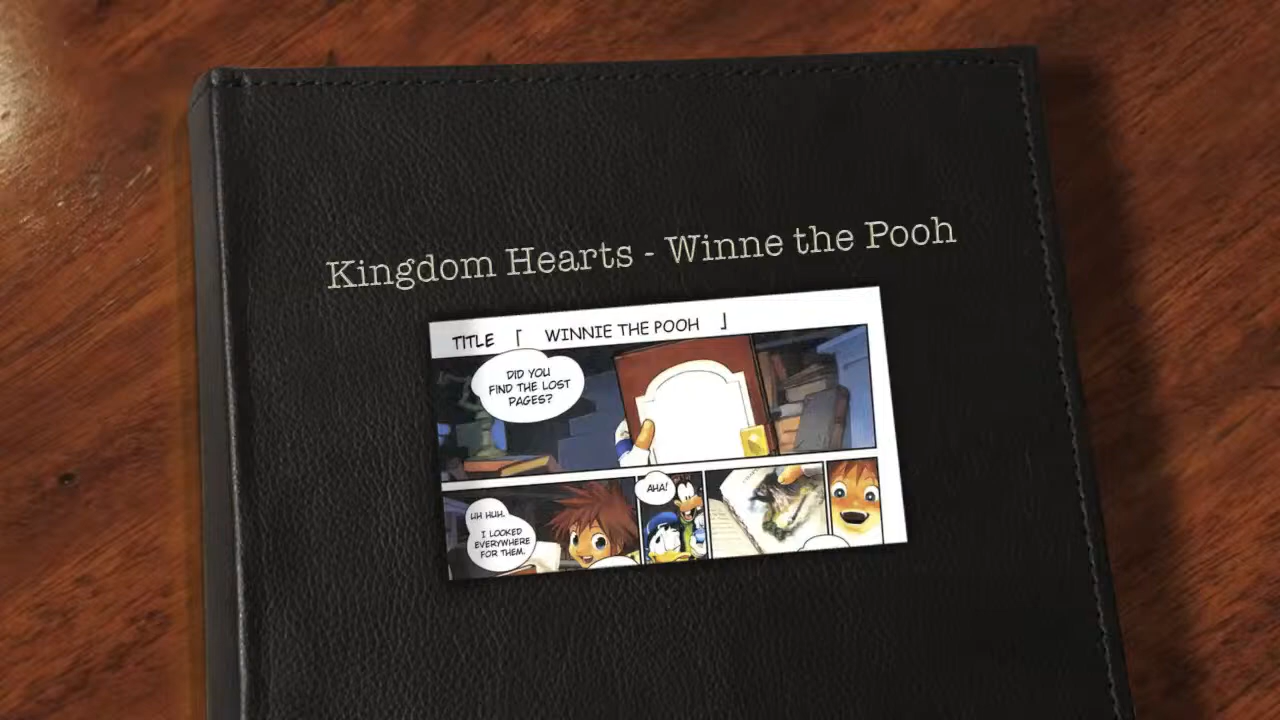 Kingdom Hearts - Winne the Pooh
TITLE 「 WINNIE THE POOH 」
DID YOU
FIND THE LOST
PAGES?
UH HUH.
I LOOKED
EVERYWHERE
FOR THEM.
AHA!